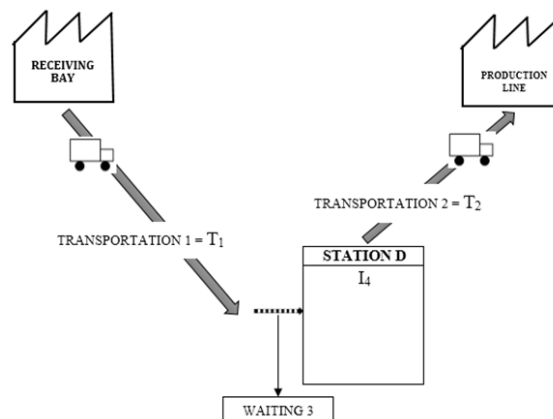 RECEIVING
BAY
PRODUCTION
LINE
TRANSPORTATION 1 = T₁
TRANSPORTATION 2 = T₂
STATION D
I₄
WAITING 3